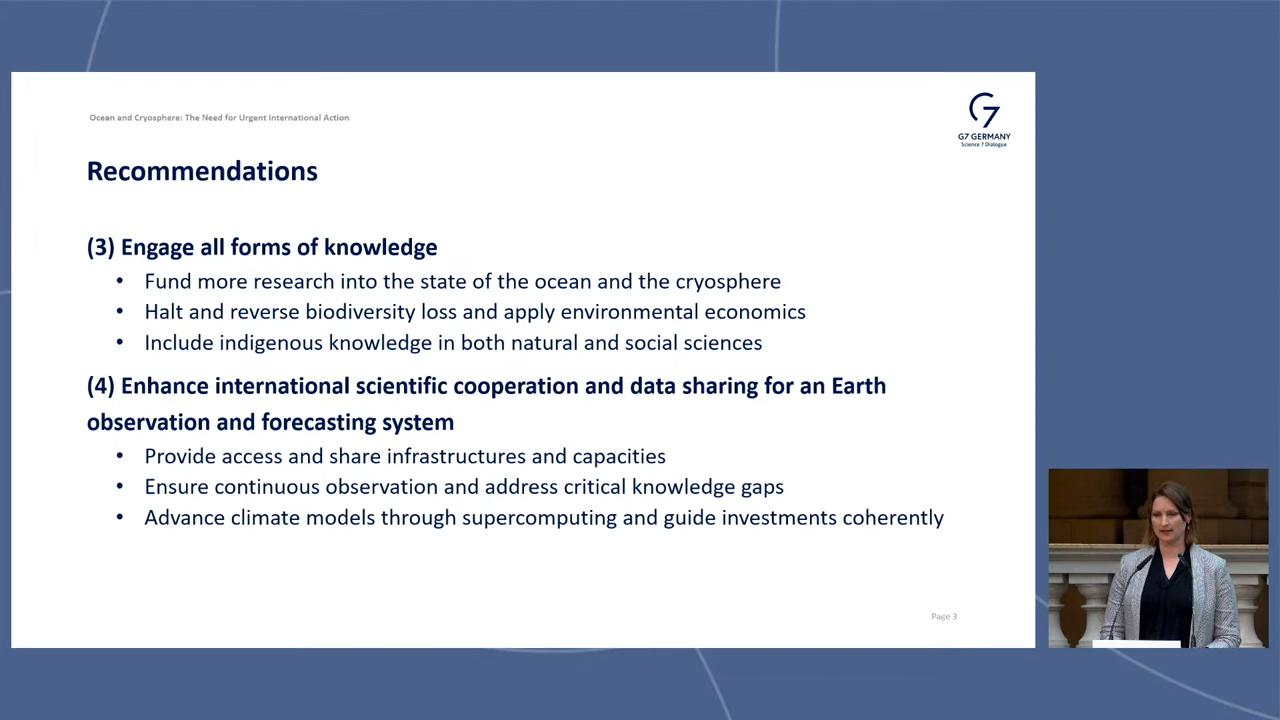 Ocean and Cryosphere: The Need for Urgent International Action
G7 GERMANY
Science 7 Dialogue
Recommendations
(3) Engage all forms of knowledge
• Fund more research into the state of the ocean and the cryosphere
• Halt and reverse biodiversity loss and apply environmental economics
• Include indigenous knowledge in both natural and social sciences
(4) Enhance international scientific cooperation and data sharing for an Earth
observation and forecasting system
• Provide access and share infrastructures and capacities
• Ensure continuous observation and address critical knowledge gaps
• Advance climate models through supercomputing and guide investments coherently
Page 3